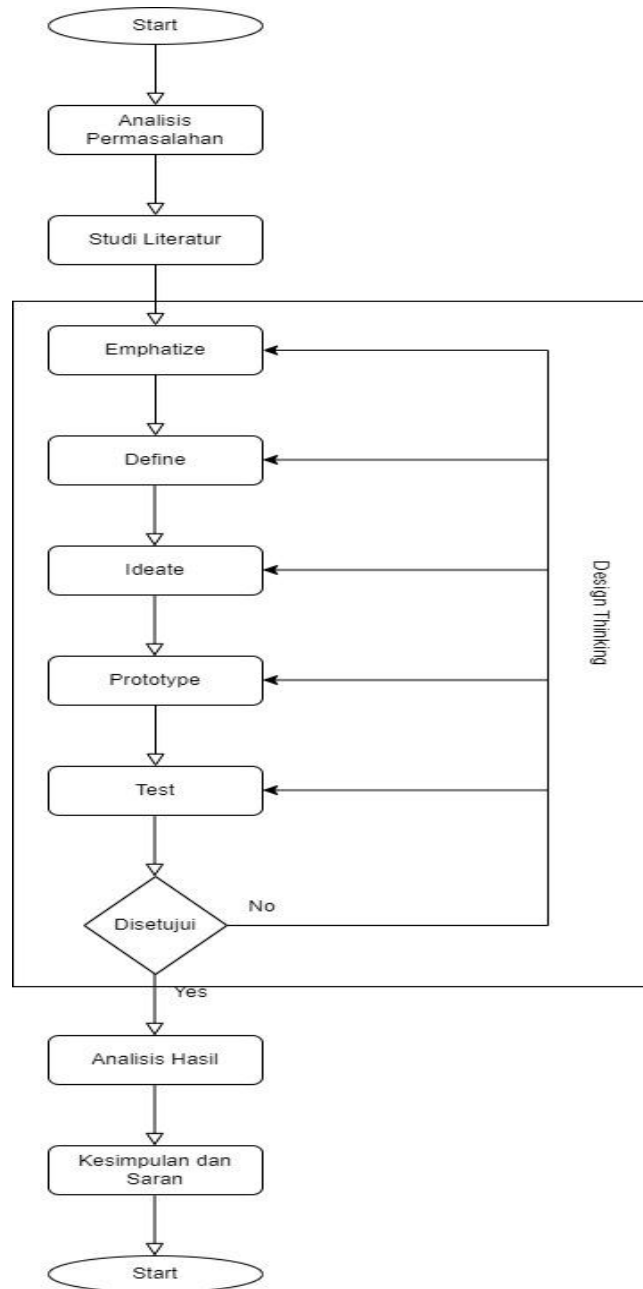 Start
Analisis
Permasalahan
Studi Literatur
Emphatize
Define
Ideate
Design Thinking
Prototype
Test
Disetujui
No
Yes
Analisis Hasil
Kesimpulan dan
Saran
Start